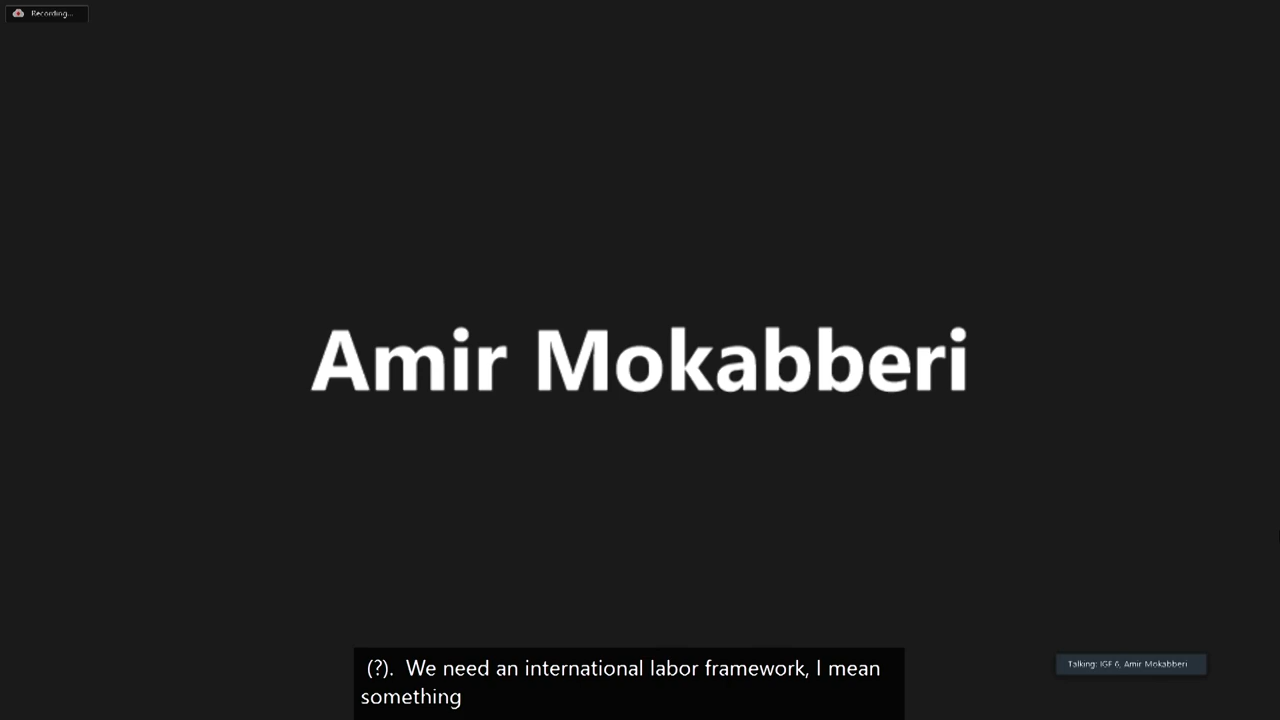 Recording...
Amir Mokabberi
(?). We need an international labor framework, I mean
something
Talking: IGF 6, Amir Mokabberi